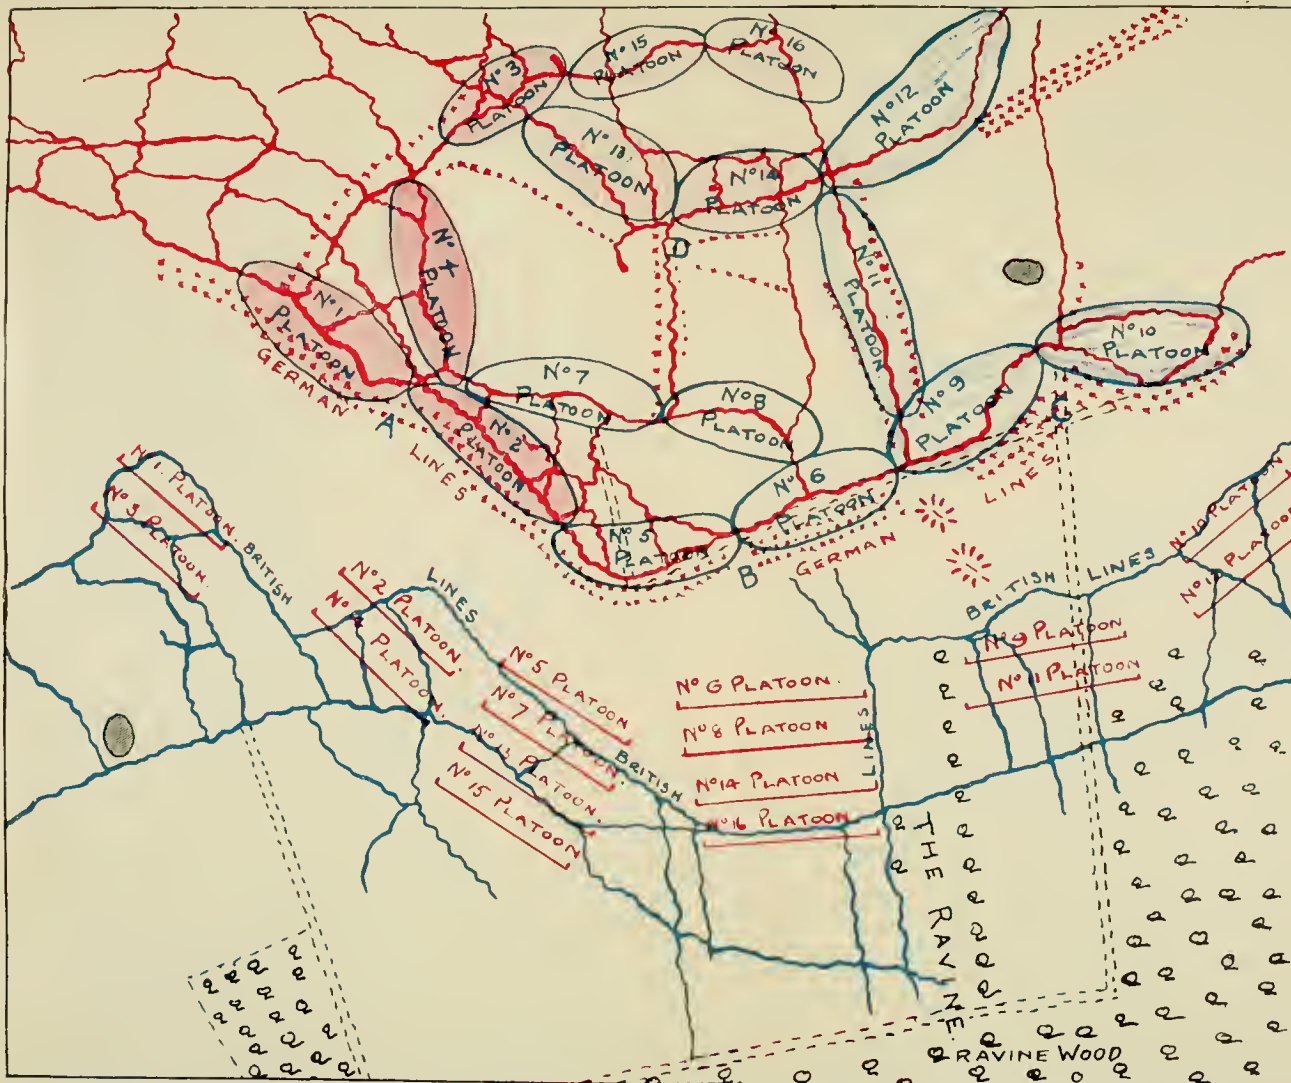 Nº 15
PLATOON
Nº 16
PLATOON
Nº 3
PLATOON
Nº 12
PLATOON
Nº 13
PLATOON
Nº 14
PLATOON
Nº 4
PLATOON
D
Nº 11
PLATOON
Nº 1
PLATOON
Nº 10
PLATOON
GERMAN
LINES
A
Nº 7
PLATOON
Nº 8
PLATOON
Nº 9
PLATOON
C
Nº 2
PLATOON
Nº 6
PLATOON
LINES
Nº 5
PLATOON
B
GERMAN
Nº 1. PLATOON.
Nº 3 PLATOON.
BRITISH
LINES
Nº 2 PLATOON.
Nº
PLATOON.
Nº 5 PLATOON
Nº 7 PLATOON.
PLATOON.
Nº 15 PLATOON
BRITISH
LINES
Nº 6 PLATOON.
Nº 8 PLATOON
Nº 14 PLATOON
Nº 16 PLATOON
BRITISH
LINES
Nº 10 PLATOON
PLATOON
Nº 9 PLATOON
Nº 11 PLATOON
THE RAVINE.
RAVINE WOOD